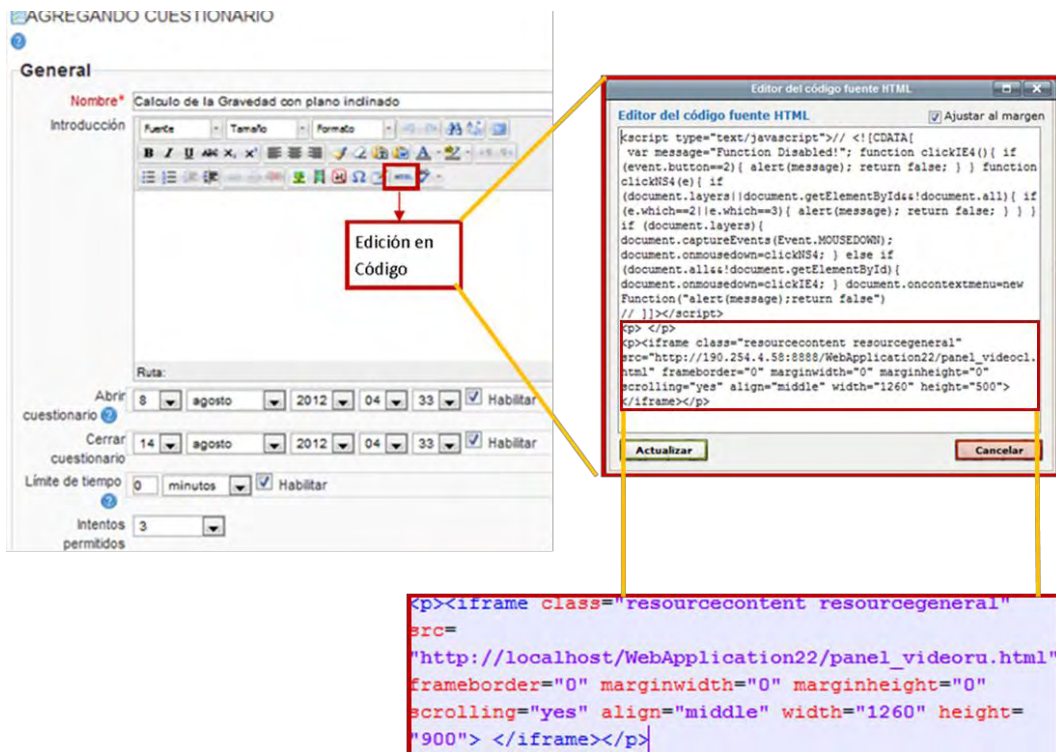 AGREGANDO CUESTIONARIO
General
Nombre* Calculo de la Gravedad con plano inclinado
Introducción
Fuente Tamaño Formato
Ruta:
Edición en
Código
Abrir cuestionario 8 agosto 2012 04 33 Habilitar
Cerrar cuestionario 14 agosto 2012 04 33 Habilitar
Límite de tiempo 0 minutos Habilitar
Intentos permitidos 3
Editor del código fuente HTML
Editor del código fuente HTML Ajustar al margen
<script type="text/javascript">// <![CDATA[
var message="Function Disabled!"; function clickIE4(){ if
(event.button==2){ alert(message); return false; } } function
clickNS4(e){ if
(document.layers||document.getElementById&&!document.all){ if
(e.which==2||e.which==3){ alert(message); return false; } } }
if (document.layers){
document.captureEvents(Event.MOUSEDOWN);
document.onmousedown=clickNS4; } else if
(document.all&&!document.getElementById){
document.onmousedown=clickIE4; } document.oncontextmenu=new
Function("alert(message);return false")
// ]]></script>
<p> </p>
<p><iframe class="resourcecontent resourcegeneral"
src="http://190.254.4.58:8888/WebApplication22/panel_videocl.
html" frameborder="0" marginwidth="0" marginheight="0"
scrolling="yes" align="middle" width="1260" height="500">
</iframe></p>
Actualizar Cancelar
<p><iframe class="resourcecontent resourcegeneral"
src=
"http://localhost/WebApplication22/panel_videoru.html"
frameborder="0" marginwidth="0" marginheight="0"
scrolling="yes" align="middle" width="1260" height=
"900"> </iframe></p>